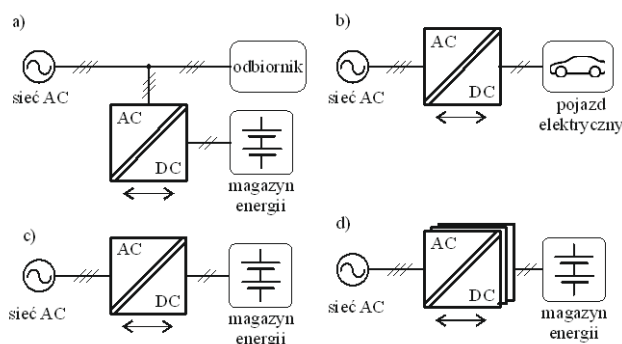 a)
sieć AC
odbiornik
AC
DC
magazyn
energii
b)
sieć AC
AC
DC
pojazd
elektryczny
c)
sieć AC
AC
DC
magazyn
energii
d)
sieć AC
AC
DC
magazyn
energii